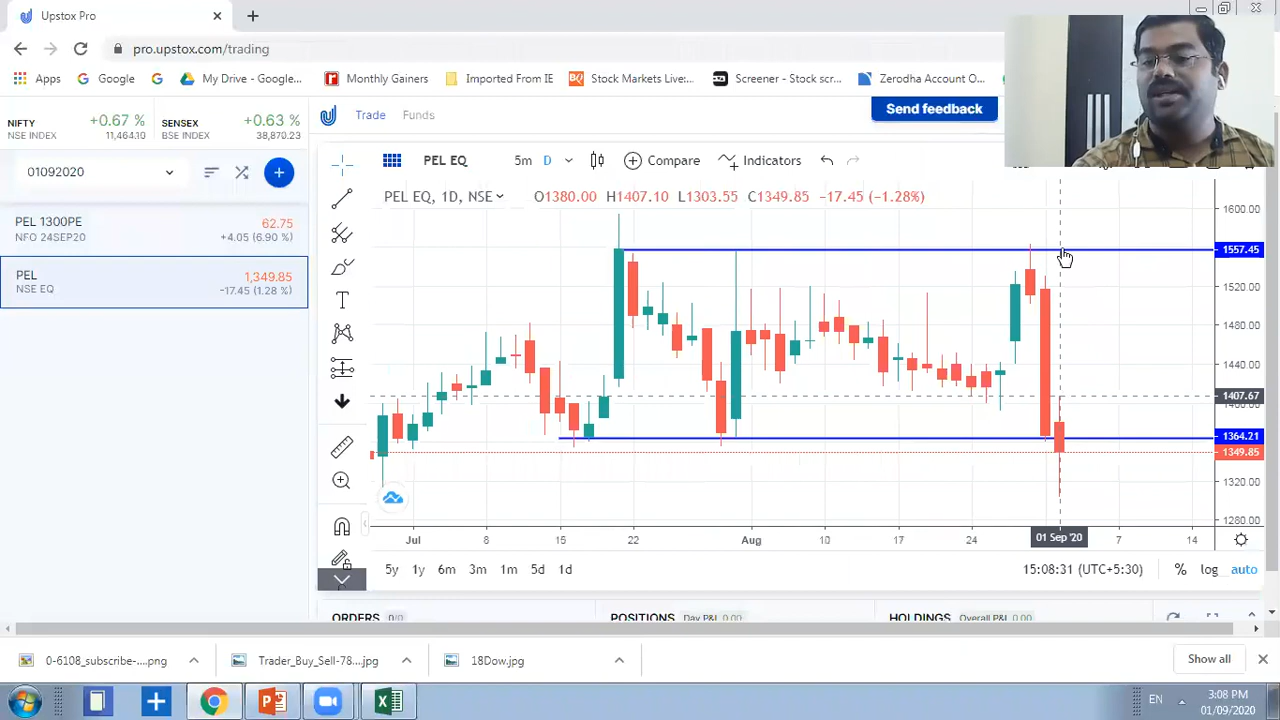 Upstox Pro
pro.upstox.com/trading
Apps Google My Drive - Google... Monthly Gainers Imported From IE Stock Markets Live:... Screener - Stock scr... Zerodha Account O...
NIFTY +0.67 % SENSEX +0.63 %
NSE INDEX 11,464.10 BSE INDEX 38,870.23
Trade Funds
Send feedback
01092020
PEL EQ 5m D Compare Indicators
PEL 1300PE 62.75
NFO 24SEP20 +4.05 (6.90 %)
PEL 1,349.85
NSE EQ -17.45 (1.28 %)
PEL EQ, 1D, NSE O1380.00 H1407.10 L1303.55 C1349.85 -17.45 (-1.28%)
1600.00
1557.45
1520.00
1480.00
1440.00
1407.67
1400.00
1364.21
1349.85
1320.00
1280.00
Jul 8 15 22 Aug 10 17 24 01 Sep '20 7 14
5y 1y 6m 3m 1m 5d 1d 15:08:31 (UTC+5:30) % log auto
ORDERS 0/0 POSITIONS Day P&L 0.00 HOLDINGS Overall P&L 0.00
0-6108_subscribe-....png Trader_Buy_Sell-78....jpg 18Dow.jpg Show all
EN 3:08 PM
01/09/2020